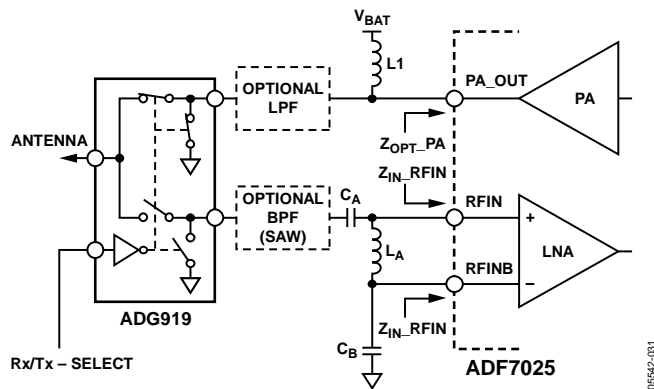 VBAT
L1
PA_OUT
PA
OPTIONAL
LPF
ANTENNA
ZOPT_PA
ZIN_RFIN
CA
RFIN
OPTIONAL
BPF
(SAW)
+
LA
LNA
RFINB
–
ZIN_RFIN
ADG919
CB
Rx/Tx – SELECT
ADF7025
05542-031